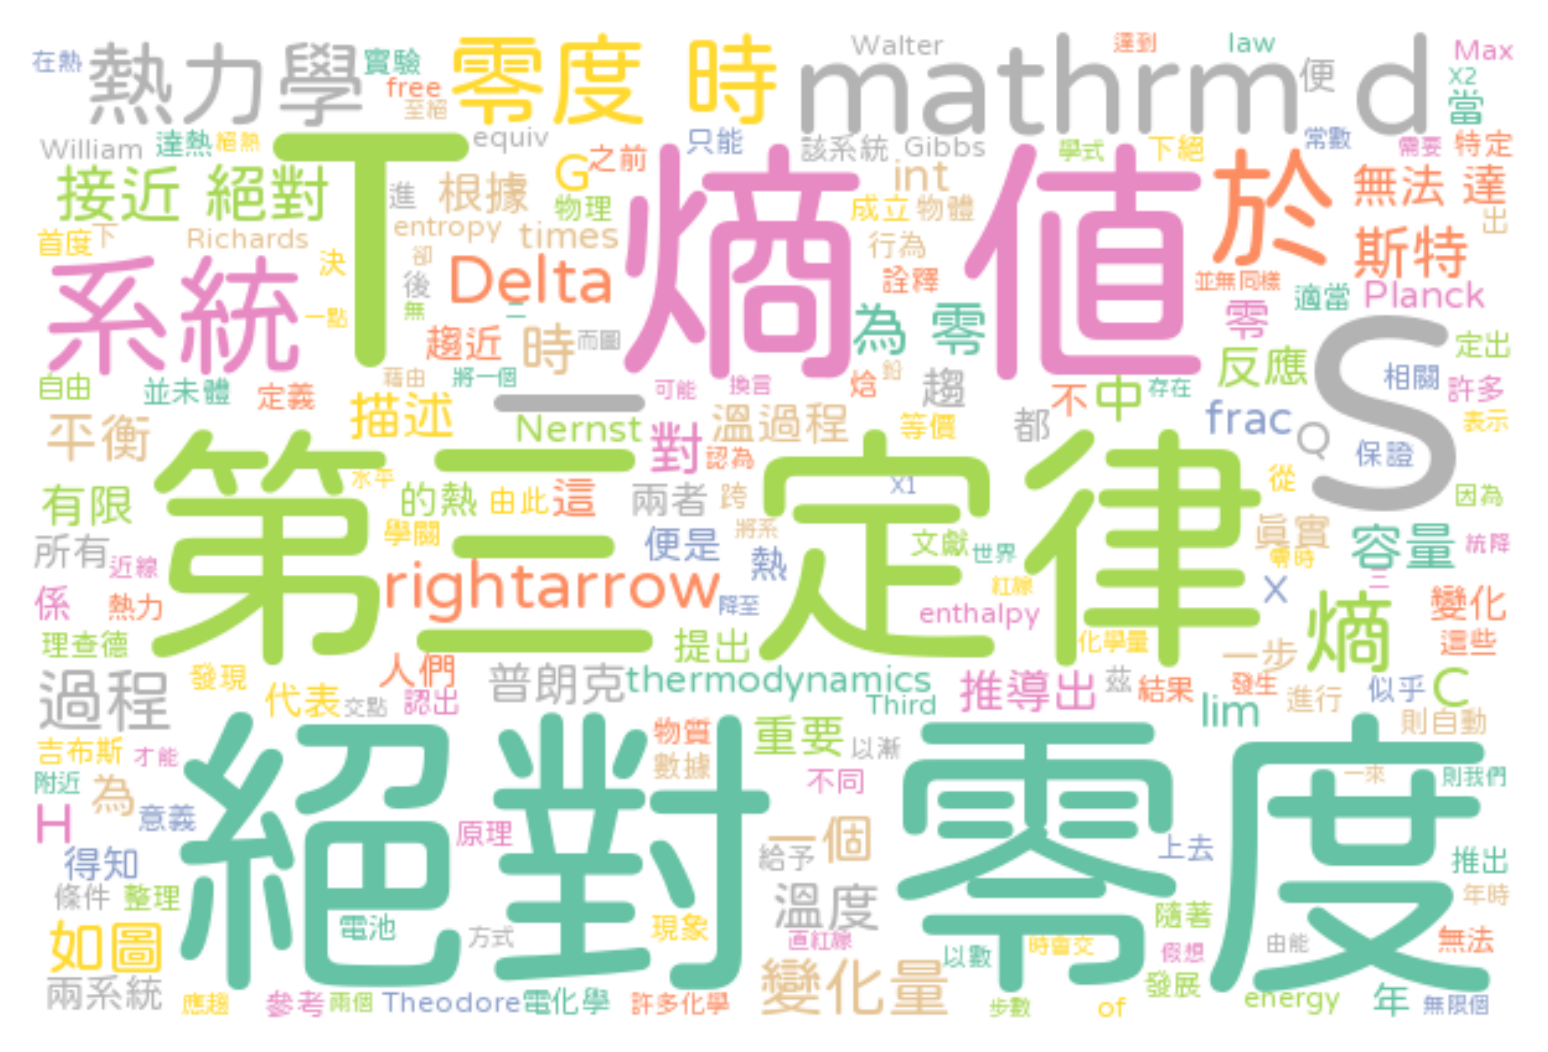 在熱
熱力學
實驗
free
至絕
零度 時
Walter
達到
law
Max
mathrm d
便
X2
當
William
達熱
絕熱
T
equiv
只能
該系統
Gibbs
學式
下絕
常數
需要
特定
之前
接近 絕對
進
根據
G
物理
熵值
int
成立
物體
於
無法 達
出
首度
下
Richards
決
卻
entropy
times
行為
斯特
系統
後
Delta
詮釋
並無同樣
適當
Planck
一點
無
二
趨近
時
而圖
為 零
零
S
定出
自由
並未體
定義
藉由
將一個
可能
換言
焓
鉛
趨
不
中
存在
反應
相關
許多
平衡
描述
一
Nernst
對
認為
溫過程
等價
都
frac
Q
保證
表示
有限
第三定律
水平
的熱
由此
這
兩者
跨
X1
從
因為
所有
近線
學關
便是
將系
熱
文獻
世界
真實
零時
容量
統降
係
熱力
rightarrow
降至
紅線
enthalpy
X
三
熵
變化
理查德
提出
化學量
一步
這些
過程
發現
人們
普朗克
thermodynamics
推導出
茲
結果
發生
進行
似乎
C
代表
交點
認出
Third
lim
則自動
吉布斯
才能
絕對零度
物質
數據
重要
以漸
不同
一來
則我們
附近
為
H
意義
原理
一個
給予
上去
得知
推出
條件
整理
溫度
年時
如圖
電池
方式
現象
直紅線
以數
時會交
隨著
假想
由能
無法
兩系統
應趨
參考
兩個
Theodore
電化學
許多化學
變化量
步數
of
發展
energy
年
無限個